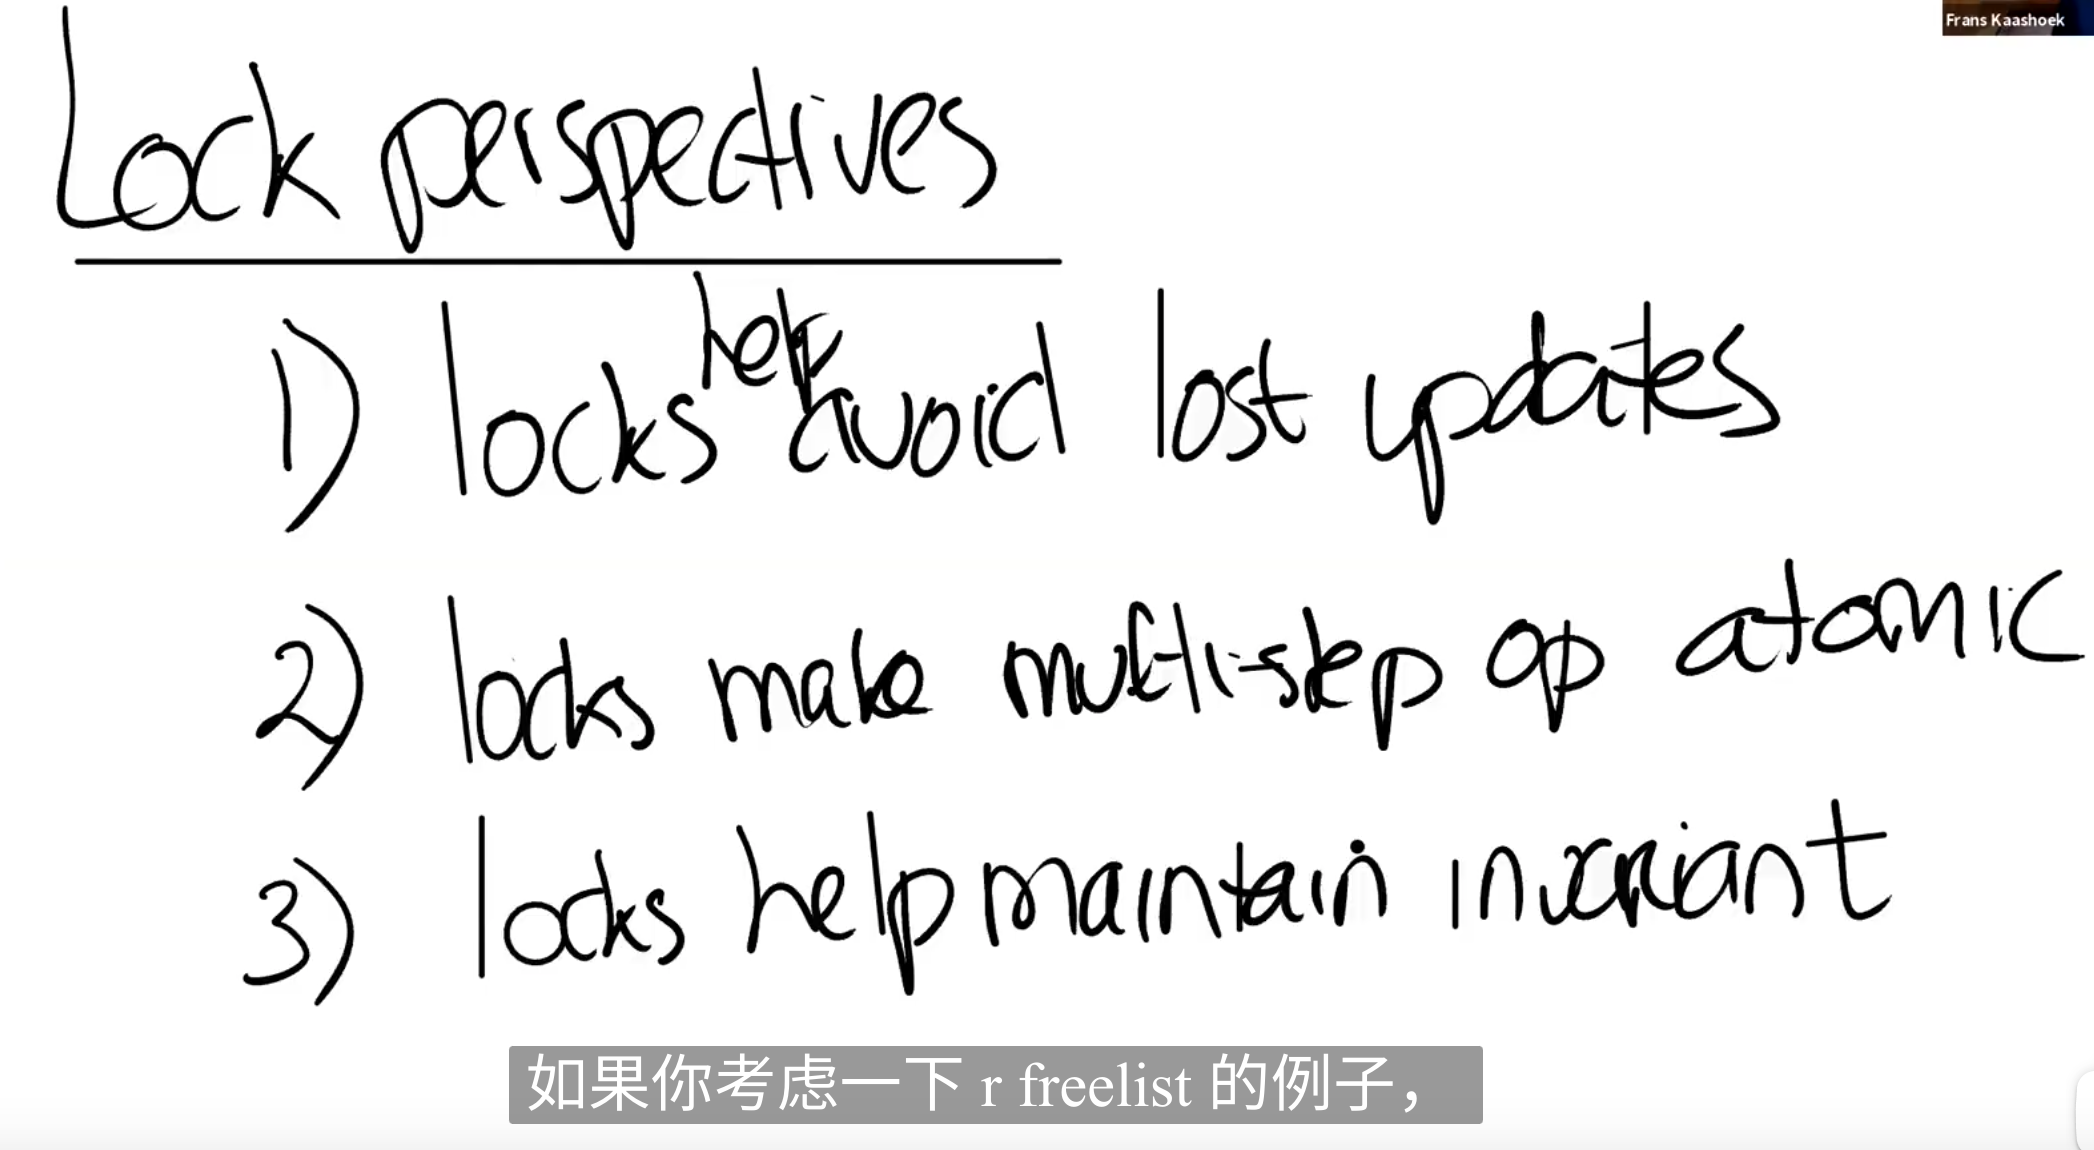 Frans Kaashoek
Lock perspectives
1) locks help avoid lost updates
2) locks make multi-step op atomic
3) locks help maintain invariant
如果你考虑一下 r freelist 的例子，